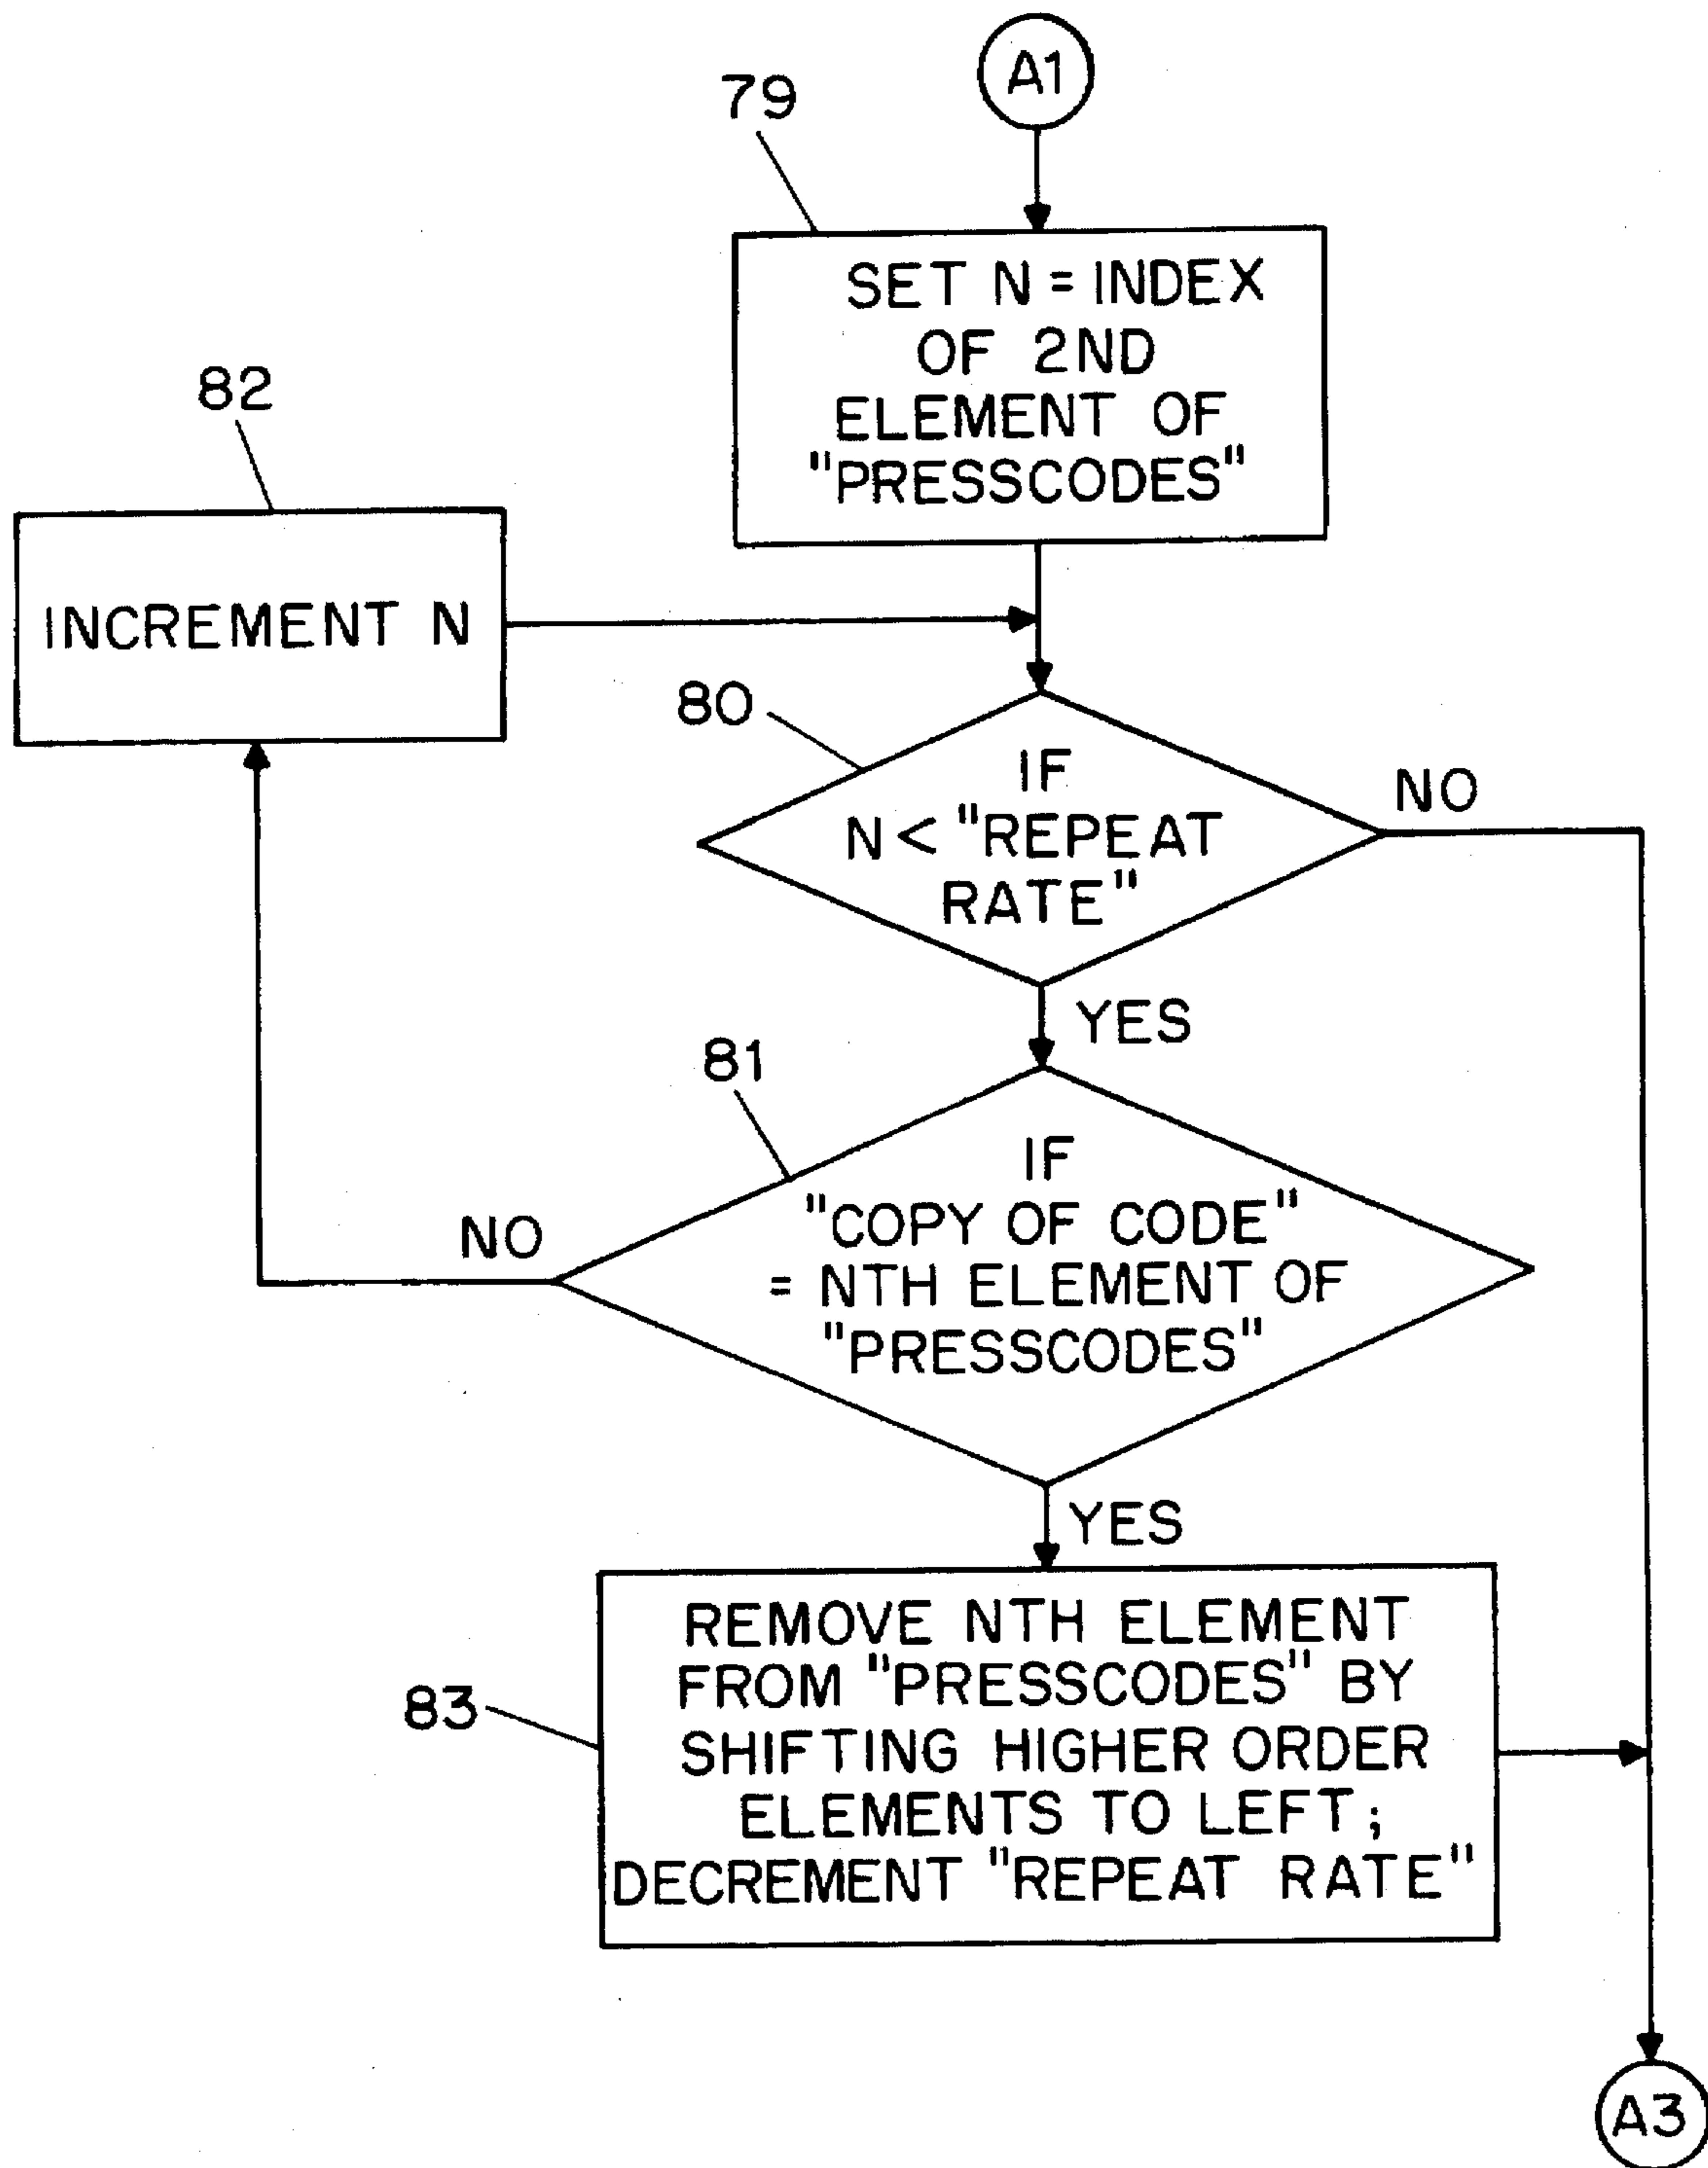 A1
79
SET N = INDEX
OF 2ND
ELEMENT OF
"PRESSCODES"
82
INCREMENT N
80
IF
N < "REPEAT
RATE"
NO
YES
81
IF
"COPY OF CODE"
= NTH ELEMENT OF
"PRESSCODES"
NO
YES
83
REMOVE NTH ELEMENT
FROM "PRESSCODES" BY
SHIFTING HIGHER ORDER
ELEMENTS TO LEFT;
DECREMENT "REPEAT RATE"
A3